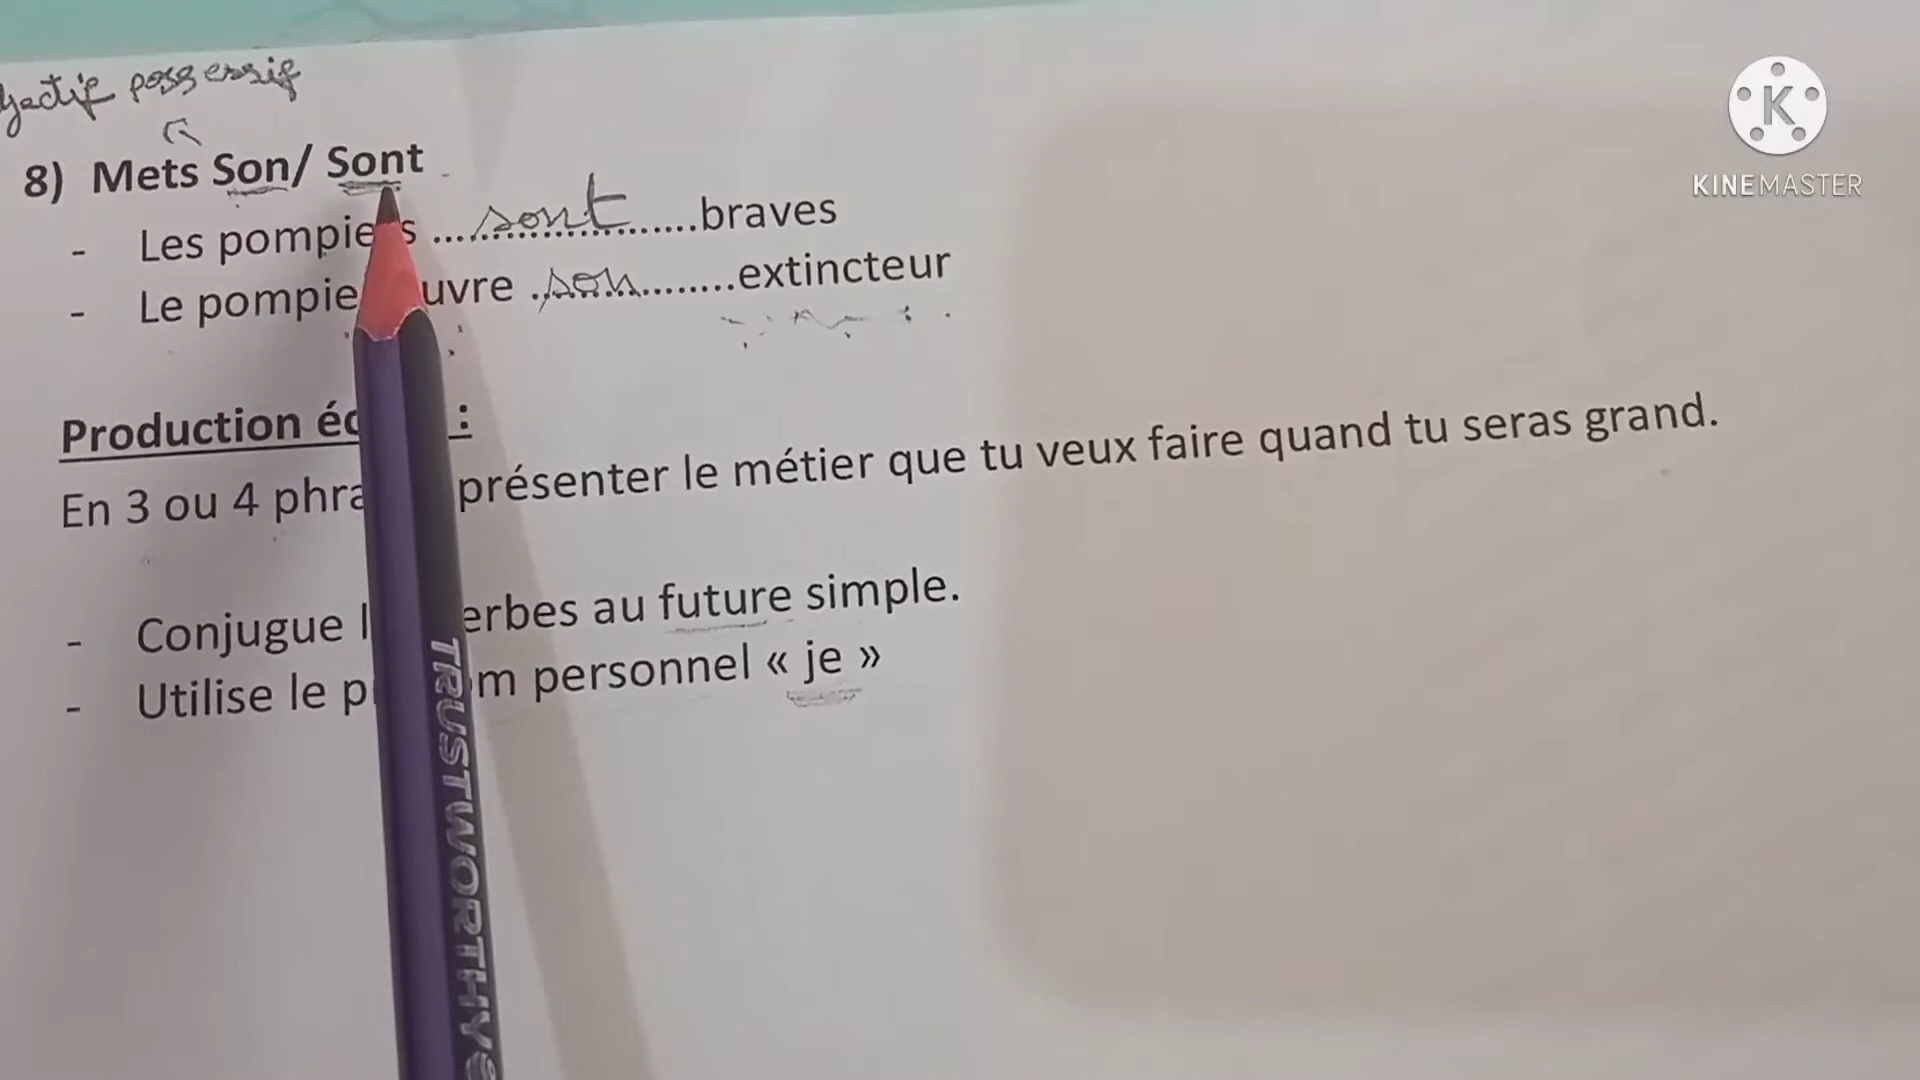 possessif
8) Mets Son/ Sont
K
KINEMASTER
- Les pompiers ...sont...braves
- Le pompie uvre ...son...extincteur
Production éc :
En 3 ou 4 phra présenter le métier que tu veux faire quand tu seras grand.
- Conjugue l erbes au future simple.
- Utilise le p m personnel « je »
TRUSTWORTHY